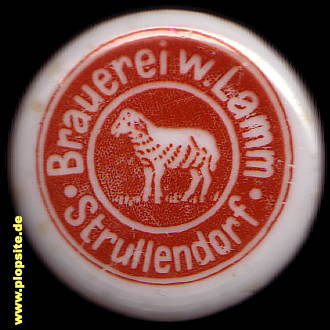 Brauerei w. Lamm
• Strullendorf •
www.plopsite.de